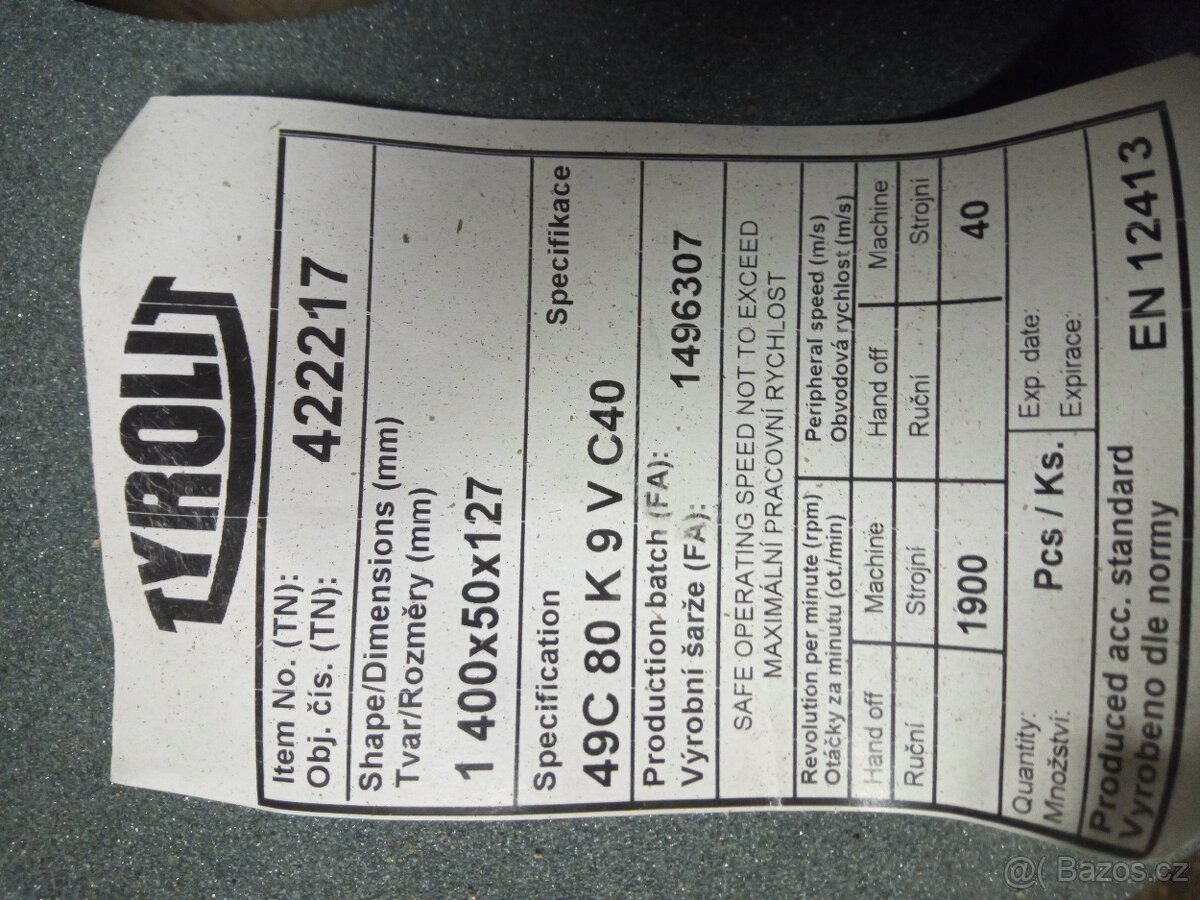 TYROLIT
Item No. (TN):
Obj. čís. (TN):
422217
Shape/Dimensions (mm)
Tvar/Rozměry (mm)
1 400x50x127
Specification Specifikace
49C 80 K 9 V C40
Production batch (FA):
Výrobní šarže (FA):
1496307
SAFE OPERATING SPEED NOT TO EXCEED
MAXIMÁLNÍ PRACOVNÍ RYCHLOST
Revolution per minute (rpm) Peripheral speed (m/s)
Otáčky za minutu (ot./min) Obvodová rychlost (m/s)
Hand off Machine Hand off Machine
Ruční Strojní Ruční Strojní
1900 40
Quantity: Pcs / Ks. Exp. date:
Množství: Expirace:
Produced acc. standard
Vyrobeno dle normy
EN 12413
@( Bazos.cz